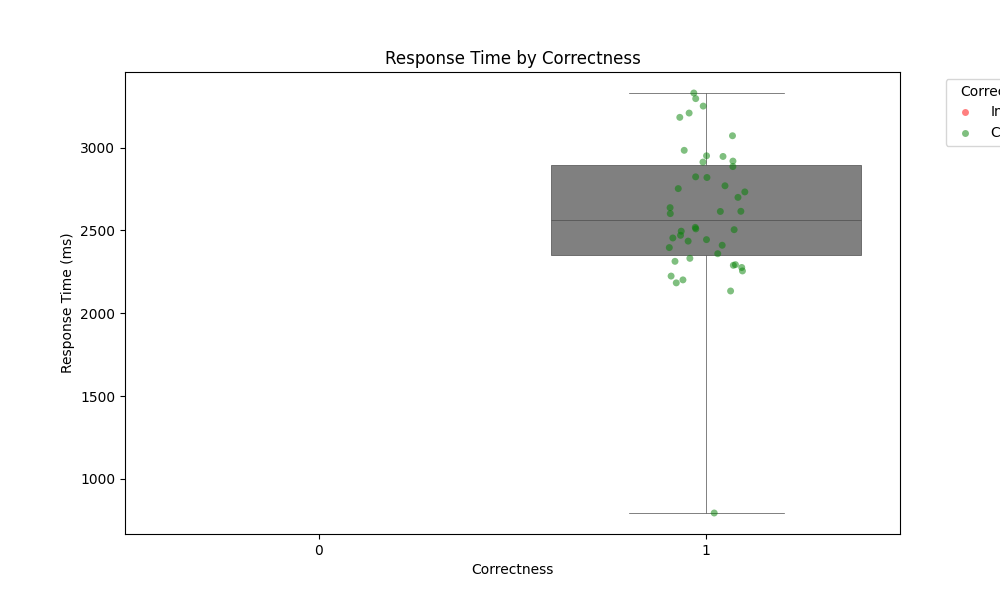 Response Time by Correctness
Correc
In
C
3000
2500
2000
1500
1000
Response Time (ms)
0
1
Correctness